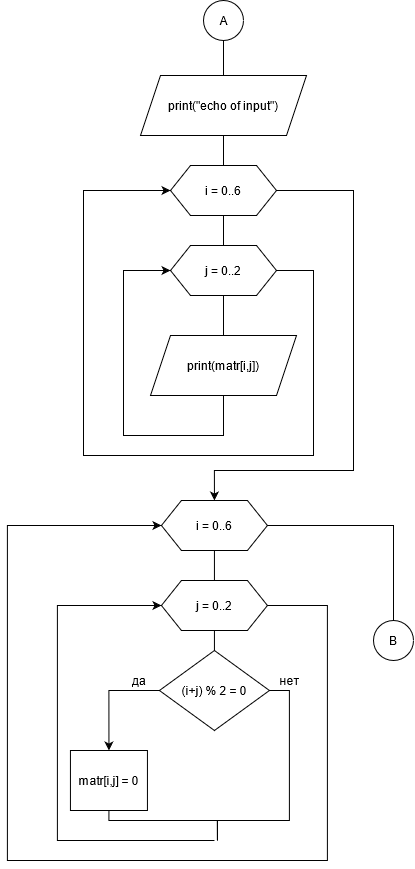 A
print("echo of input")
i = 0..6
j = 0..2
print(matr[i,j])
i = 0..6
B
j = 0..2
да
нет
(i+j) % 2 = 0
matr[i,j] = 0